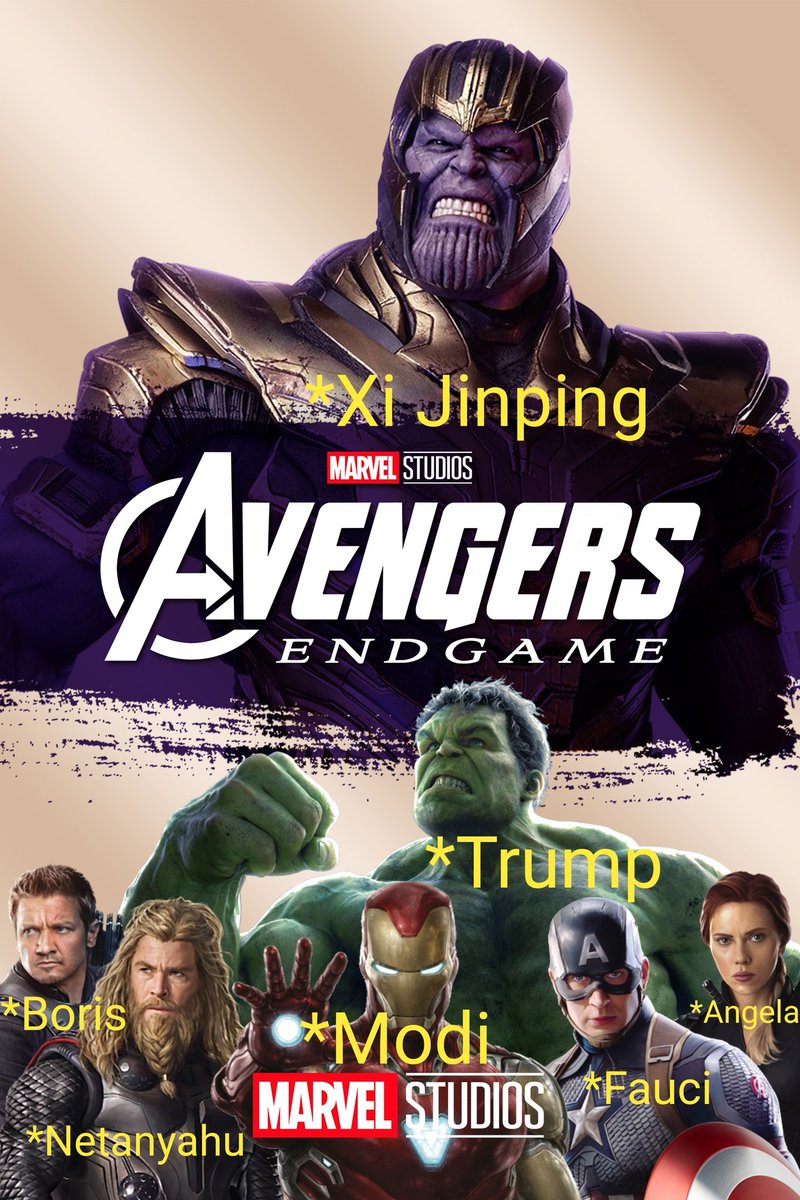 *Xi Jinping
MARVEL STUDIOS
AVENGERS
ENDGAME
*Trump
*Boris
*Angela
*Modi
*Fauci
MARVEL STUDIOS
*Netanyahu
A